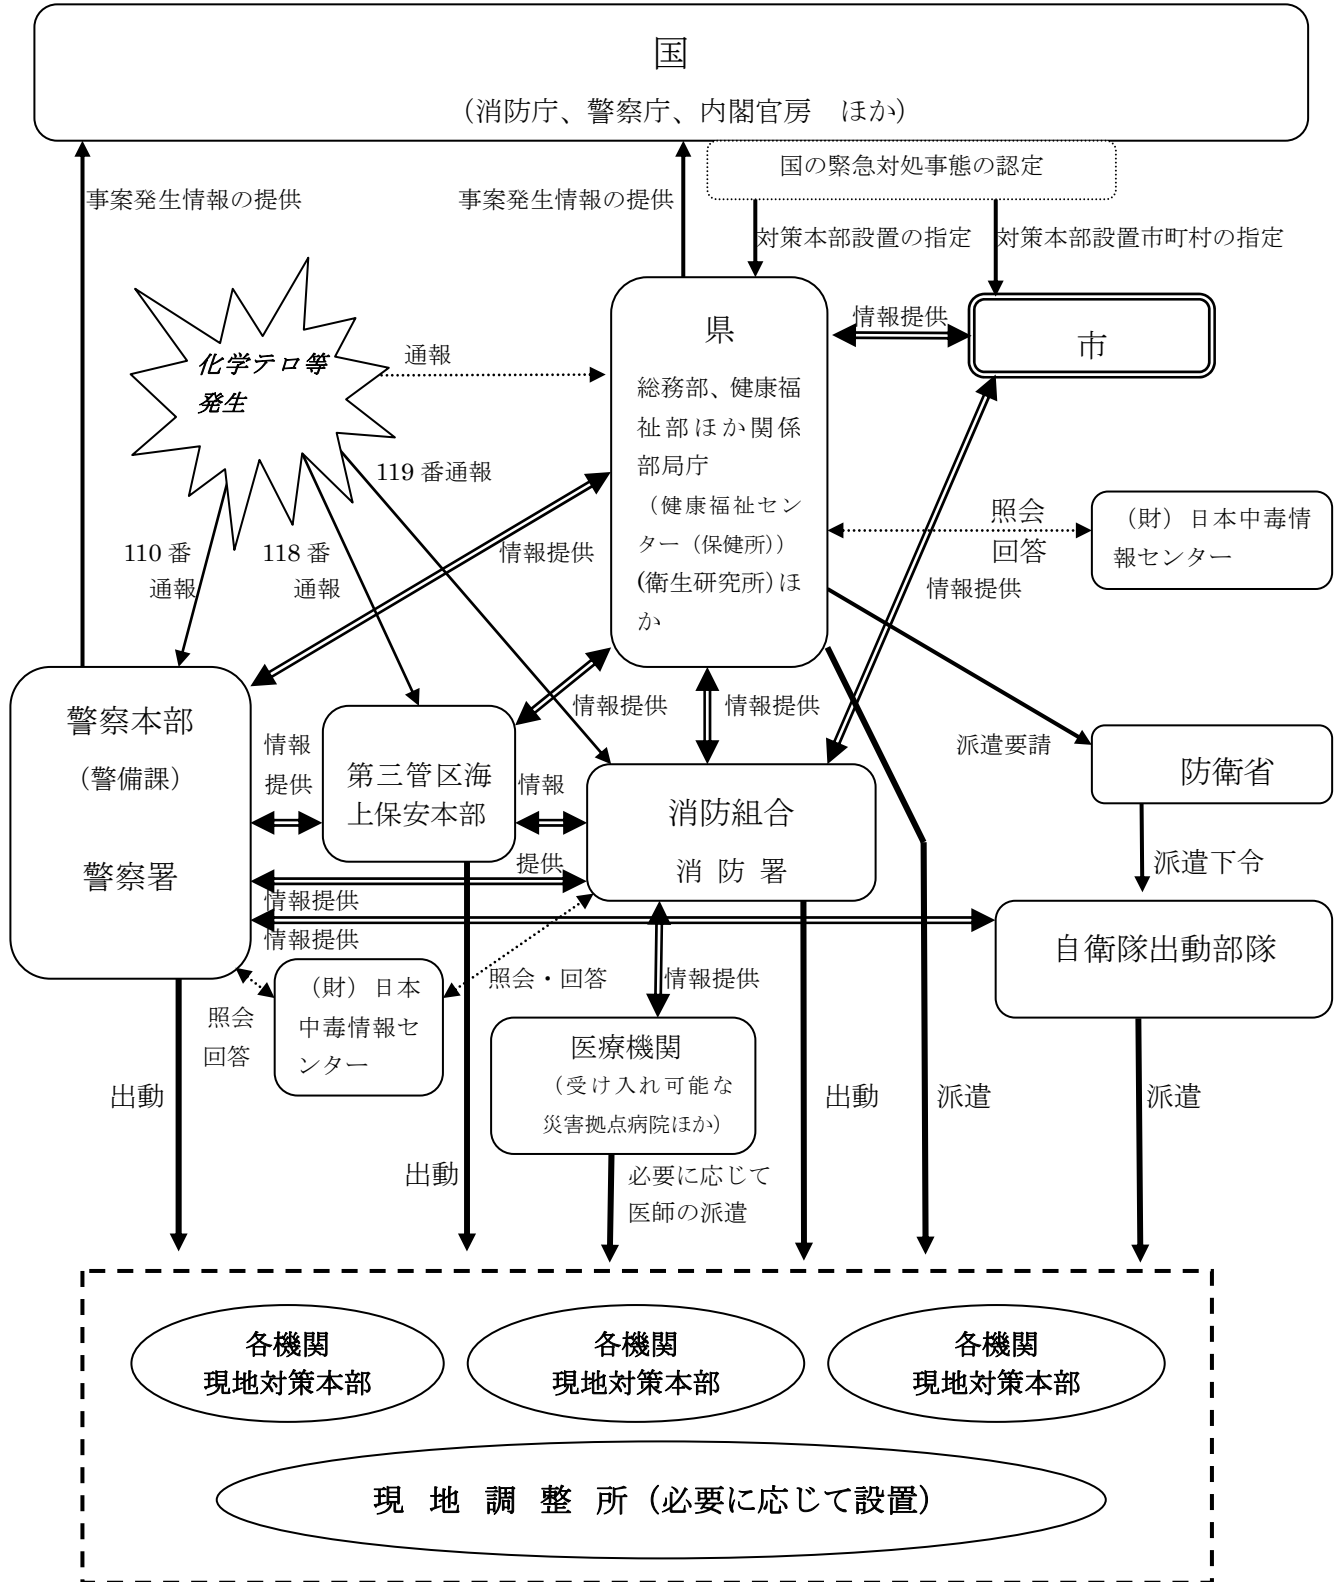 国
（消防庁、警察庁、内閣官房　ほか）
国の緊急対処事態の認定
事案発生情報の提供
事案発生情報の提供
対策本部設置の指定
対策本部設置市町村の指定
化学テロ等
発生
通報
県
総務部、健康福
祉部ほか関係
部局庁
（健康福祉セン
ター（保健所））
(衛生研究所)ほ
か
情報提供
市
119 番通報
110 番
通報
118 番
通報
情報提供
照会
回答
（財）日本中毒情
報センター
情報提供
警察本部
（警備課）
警察署
情報
提供
第三管区海
上保安本部
情報提供
情報提供
情報
提供
消防組合
消 防 署
派遣要請
防衛省
派遣下令
自衛隊出動部隊
情報提供
情報提供
照会
回答
（財）日本
中毒情報セ
ンター
照会・回答
情報提供
医療機関
（受け入れ可能な
災害拠点病院ほか）
出動
出動
必要に応じて
医師の派遣
出動
派遣
派遣
各機関
現地対策本部
各機関
現地対策本部
各機関
現地対策本部
現　地　調　整　所（必要に応じて設置）